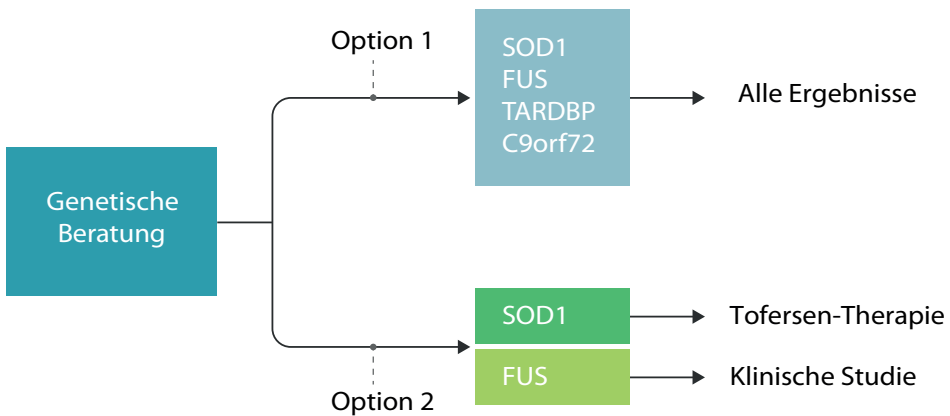 Option 1
SOD1
FUS
TARDBP
C9orf72
Alle Ergebnisse
Genetische
Beratung
SOD1
Tofersen-Therapie
FUS
Klinische Studie
Option 2